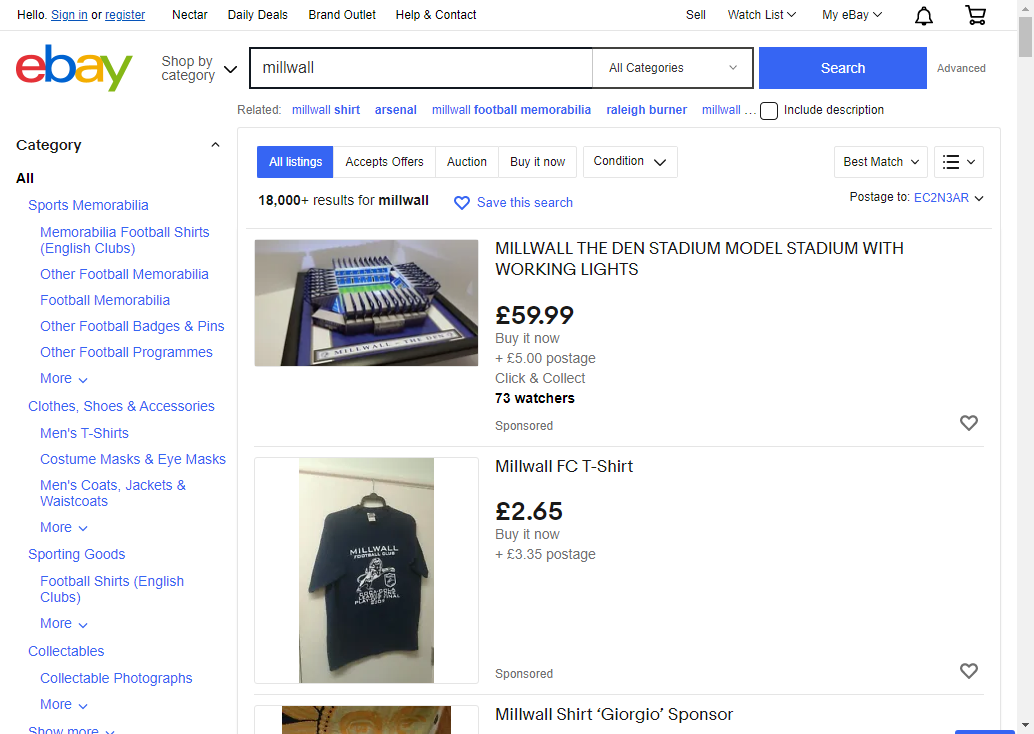 Hello. Sign in or register Nectar Daily Deals Brand Outlet Help & Contact Sell Watch List My eBay
ebay
Shop by
category
millwall All Categories Search Advanced
Related: millwall shirt arsenal millwall football memorabilia raleigh burner millwall ... Include description
Category
All
Sports Memorabilia
Memorabilia Football Shirts
(English Clubs)
Other Football Memorabilia
Football Memorabilia
Other Football Badges & Pins
Other Football Programmes
More
Clothes, Shoes & Accessories
Men's T-Shirts
Costume Masks & Eye Masks
Men's Coats, Jackets &
Waistcoats
More
Sporting Goods
Football Shirts (English
Clubs)
More
Collectables
Collectable Photographs
More
Show more
All listings Accepts Offers Auction Buy it now Condition Best Match
18,000+ results for millwall Save this search Postage to: EC2N3AR
MILLWALL - THE DEN
MILLWALL THE DEN STADIUM MODEL STADIUM WITH
WORKING LIGHTS
£59.99
Buy it now
+ £5.00 postage
Click & Collect
73 watchers
Sponsored
MILLWALL
FOOTBALL CLUB
COCA-COLA
LEAGUE
FINAL
Millwall FC T-Shirt
£2.65
Buy it now
+ £3.35 postage
Sponsored
Millwall Shirt ‘Giorgio’ Sponsor